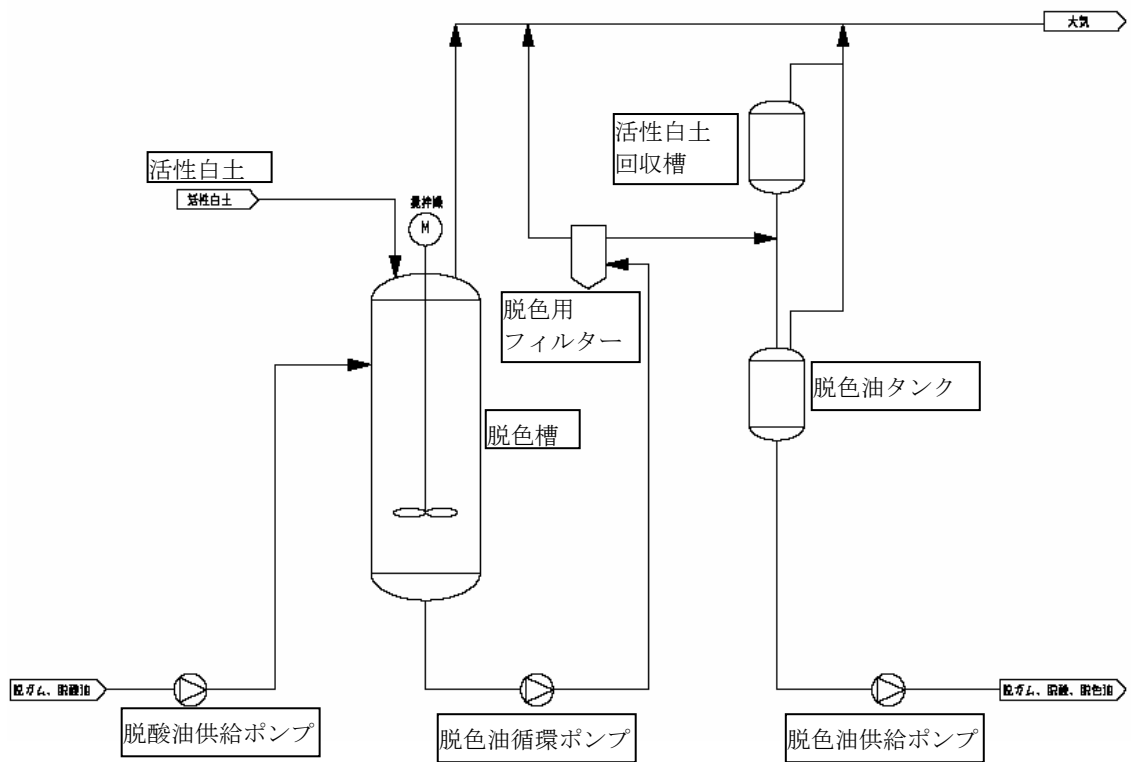 大気
活性白土
回収槽
活性白土
活性白土
攪拌機
M
脱色用
フィルター
脱色油タンク
脱色槽
脱ガム、脱酸油
脱ガム、脱酸、脱色油
脱酸油供給ポンプ
脱色油循環ポンプ
脱色油供給ポンプ